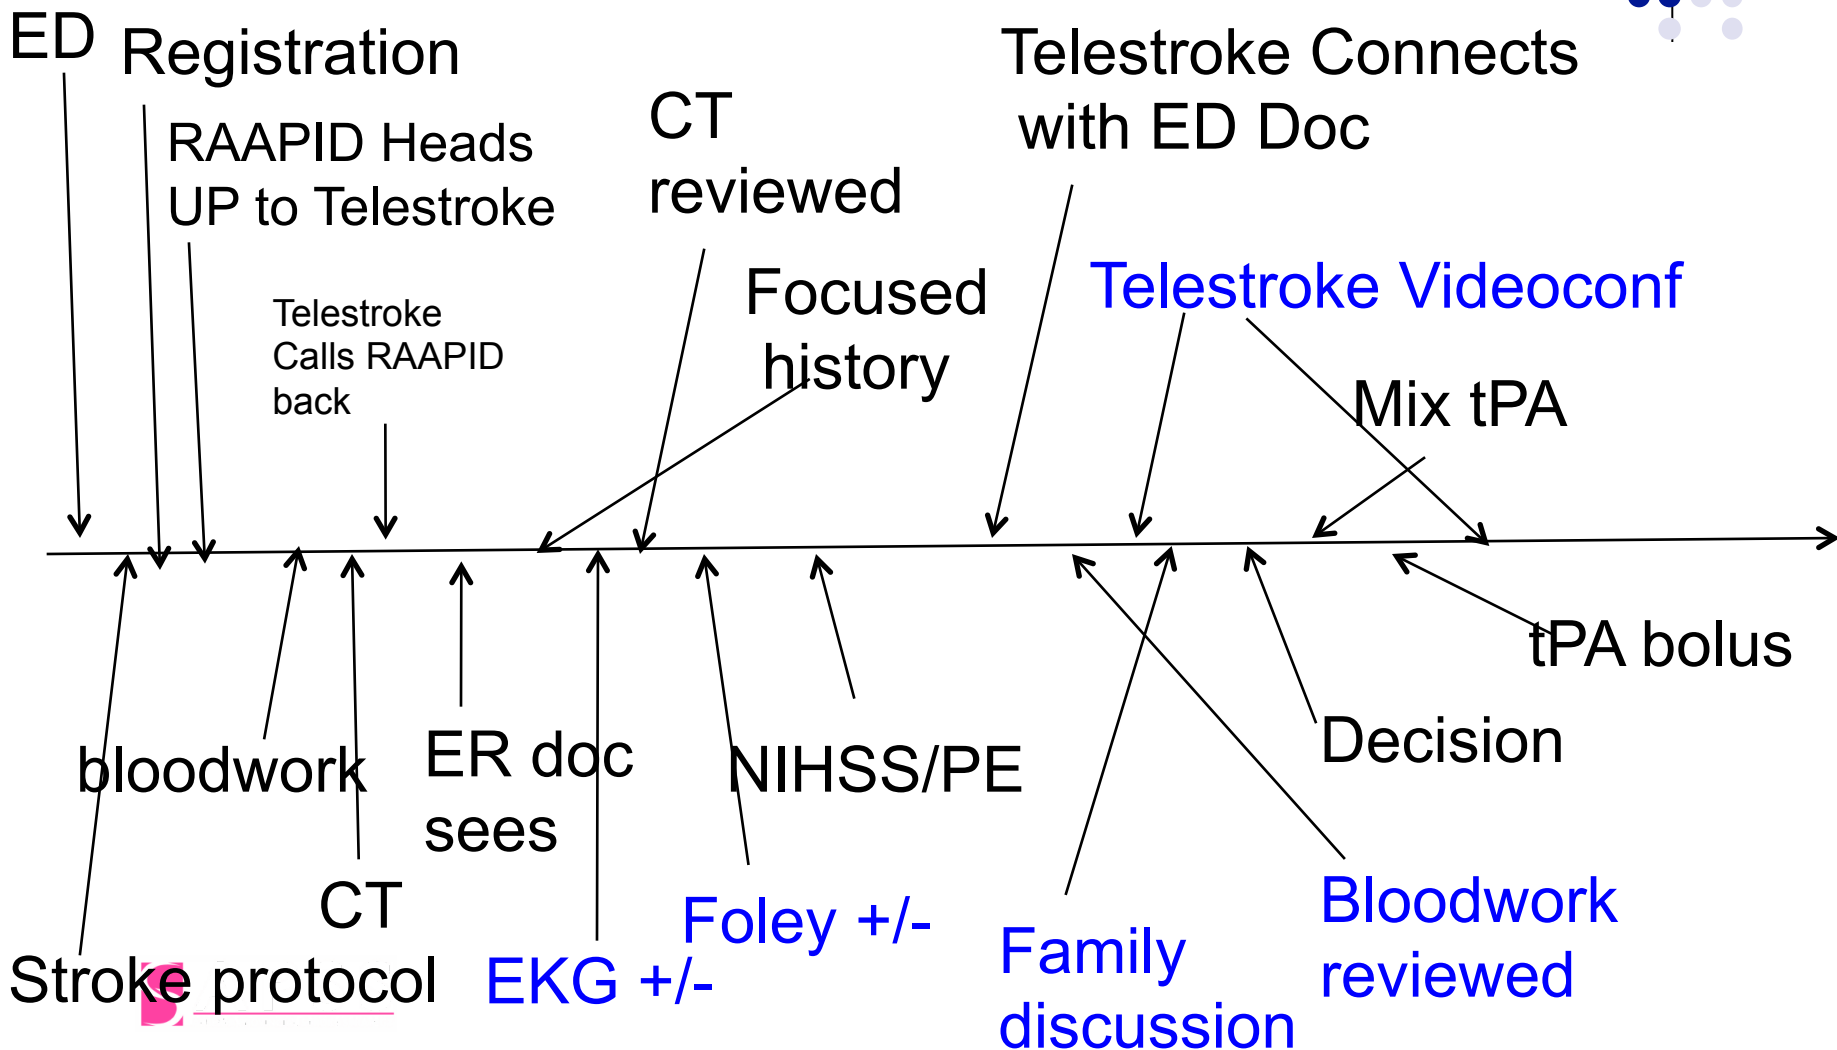 ED
Registration
RAAPID Heads
UP to Telestroke
Telestroke
Calls RAAPID
back
CT
reviewed
Focused
history
Telestroke Connects
with ED Doc
Telestroke Videoconf
Mix tPA
tPA bolus
bloodwork
ER doc
sees
NIHSS/PE
Decision
CT
Stroke protocol
EKG +/-
Foley +/-
Family
discussion
Bloodwork
reviewed